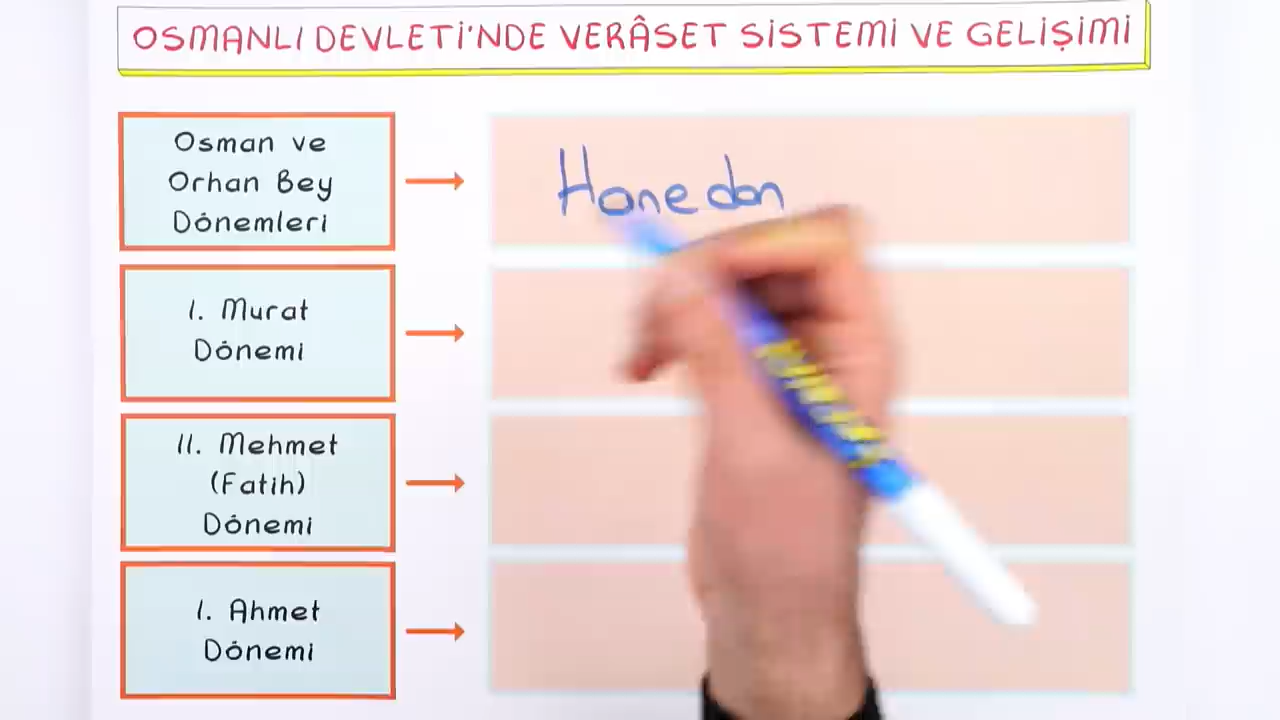 OSMANLI DEVLETİ'NDE VERÂSET SİSTEMİ VE GELİŞİMİ
Osman ve
Orhan Bey
Dönemleri
Hanedan
I. Murat
Dönemi
II. Mehmet
(Fatih)
Dönemi
I. Ahmet
Dönemi